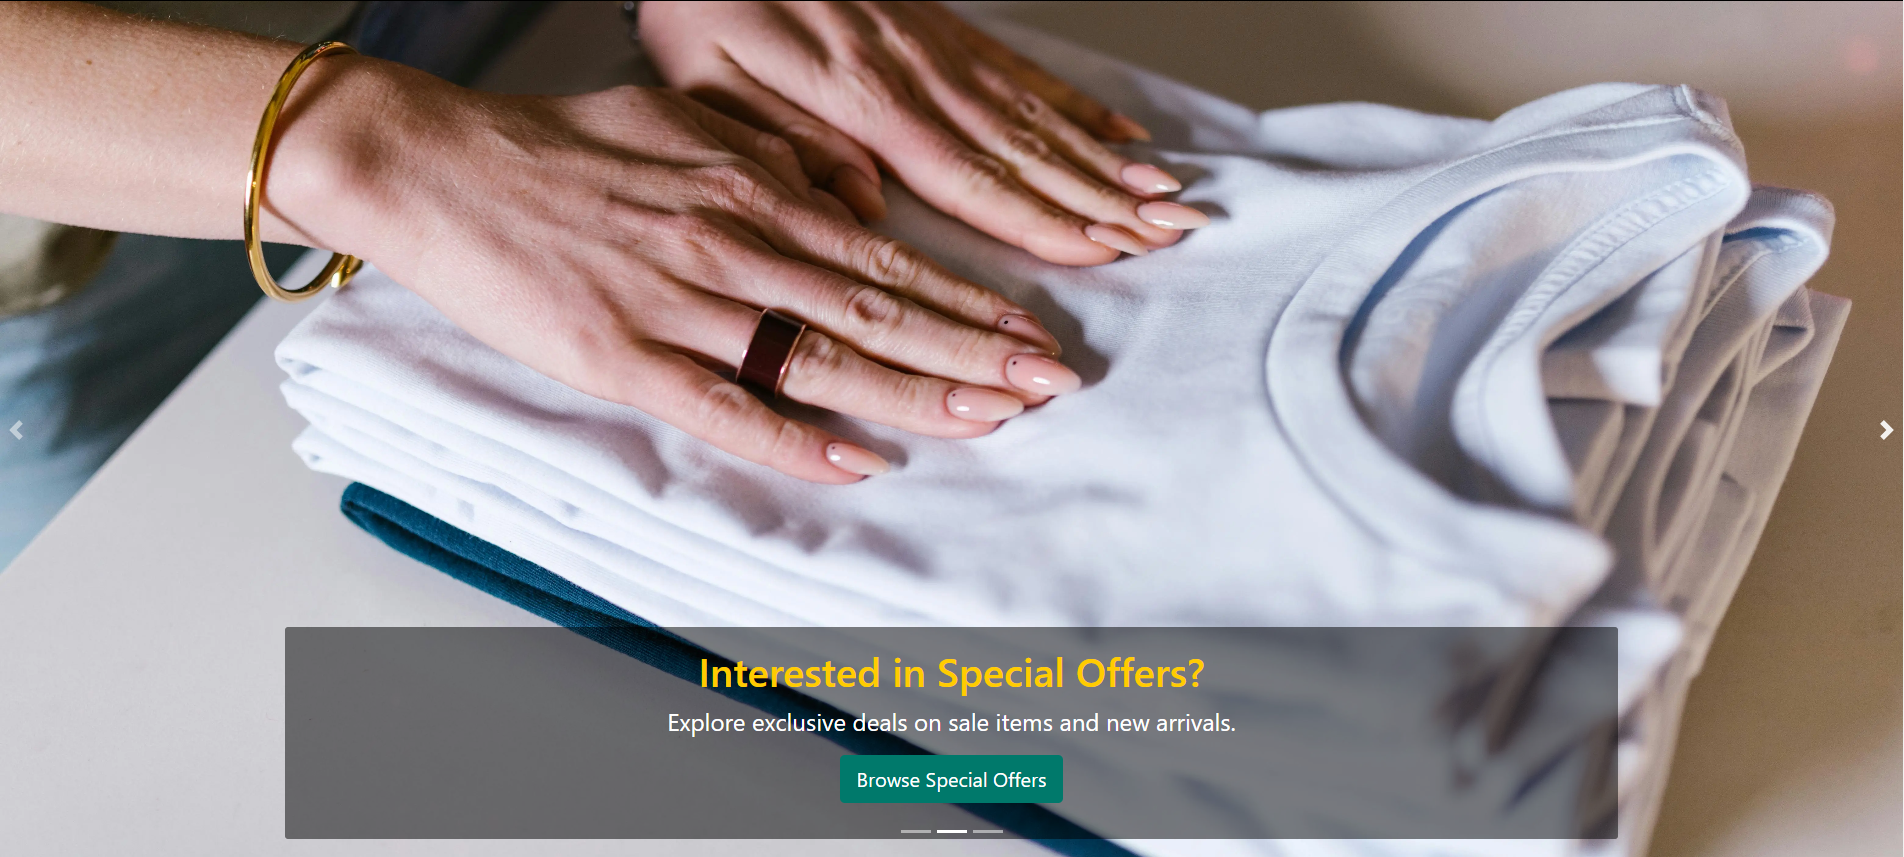 Interested in Special Offers?
Explore exclusive deals on sale items and new arrivals.
Browse Special Offers